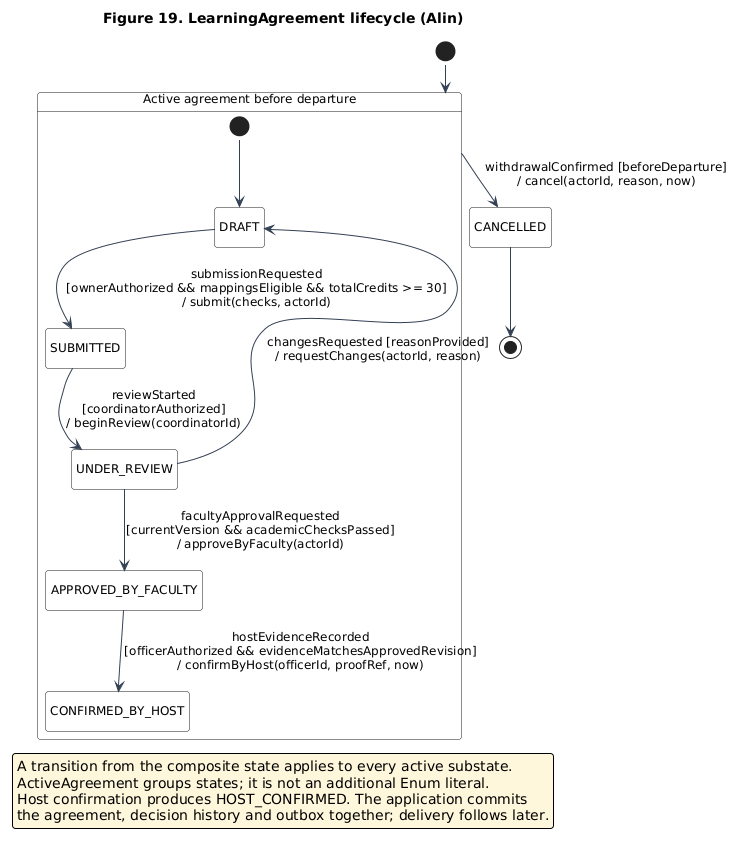 Figure 19. LearningAgreement lifecycle (Alin)
Active agreement before departure
withdrawalConfirmed [beforeDeparture]
/ cancel(actorId, reason, now)
DRAFT
CANCELLED
submissionRequested
[ownerAuthorized && mappingsEligible && totalCredits >= 30]
/ submit(checks, actorId)
SUBMITTED
changesRequested [reasonProvided]
/ requestChanges(actorId, reason)
reviewStarted
[coordinatorAuthorized]
/ beginReview(coordinatorId)
UNDER_REVIEW
facultyApprovalRequested
[currentVersion && academicChecksPassed]
/ approveByFaculty(actorId)
APPROVED_BY_FACULTY
hostEvidenceRecorded
[officerAuthorized && evidenceMatchesApprovedRevision]
/ confirmByHost(officerId, proofRef, now)
CONFIRMED_BY_HOST
A transition from the composite state applies to every active substate.
ActiveAgreement groups states; it is not an additional Enum literal.
Host confirmation produces HOST_CONFIRMED. The application commits
the agreement, decision history and outbox together; delivery follows later.